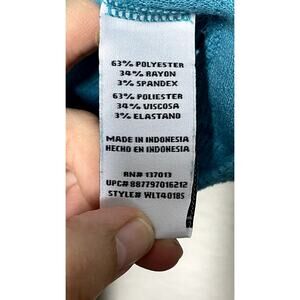 63% POLYESTER
34% RAYON
3% SPANDEX
63% POLIESTER
34% VISCOSA
3% ELASTANO
MADE IN INDONESIA
HECHO EN INDONESIA
RN# 137013
UPC# 887797016212
STYLE# WLT4018S